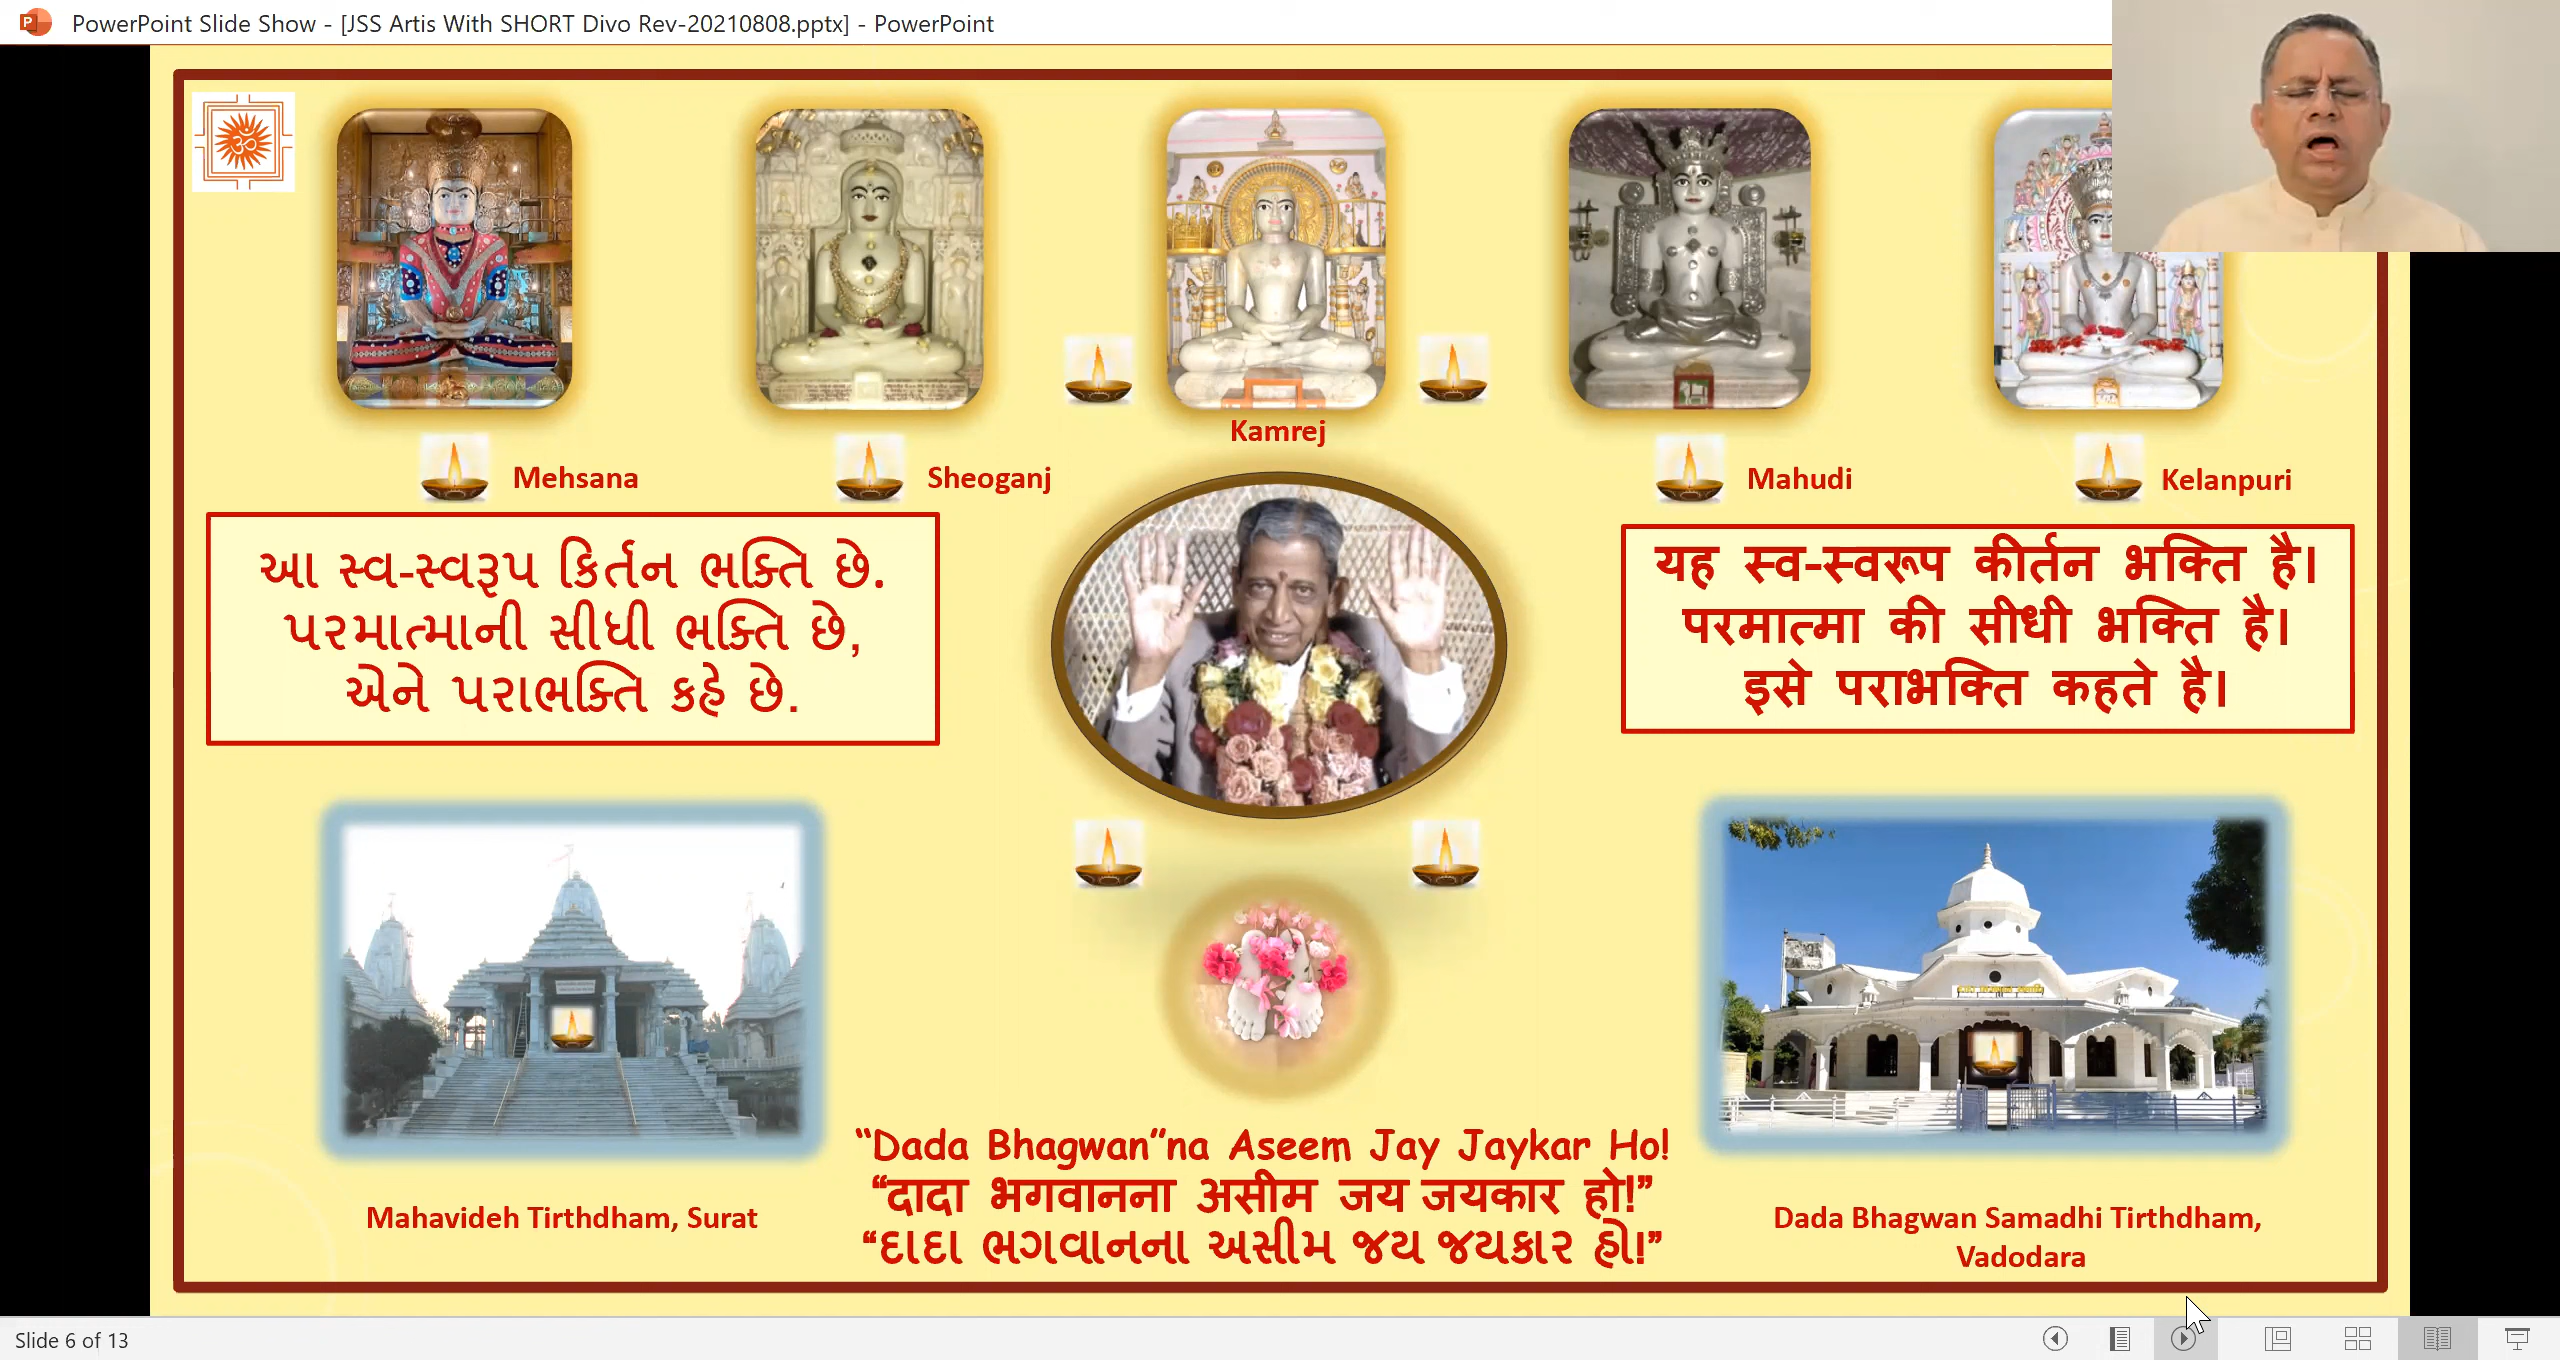 PowerPoint Slide Show - [JSS Artis With SHORT Divo Rev-20210808.pptx] - PowerPoint
Kamrej
Mehsana
Sheoganj
Mahudi
Kelanpuri
આ સ્વ-સ્વરૂપ કિર્તન ભક્તિ છે.
પરમાત્માની સીધી ભક્તિ છે,
એને પરાભક્તિ કહે છે.
यह स्व-स्वरूप कीर्तन भक्ति है।
परमात्मा की सीधी भक्ति है।
इसे पराभक्ति कहते है।
“Dada Bhagwan”na Aseem Jay Jaykar Ho!
“दादा भगवानना असीम जय जयकार हो!”
“દાદા ભગવાનના અસીમ જય જયકાર હો!”
Mahavideh Tirthdham, Surat
Dada Bhagwan Samadhi Tirthdham,
Vadodara
Slide 6 of 13